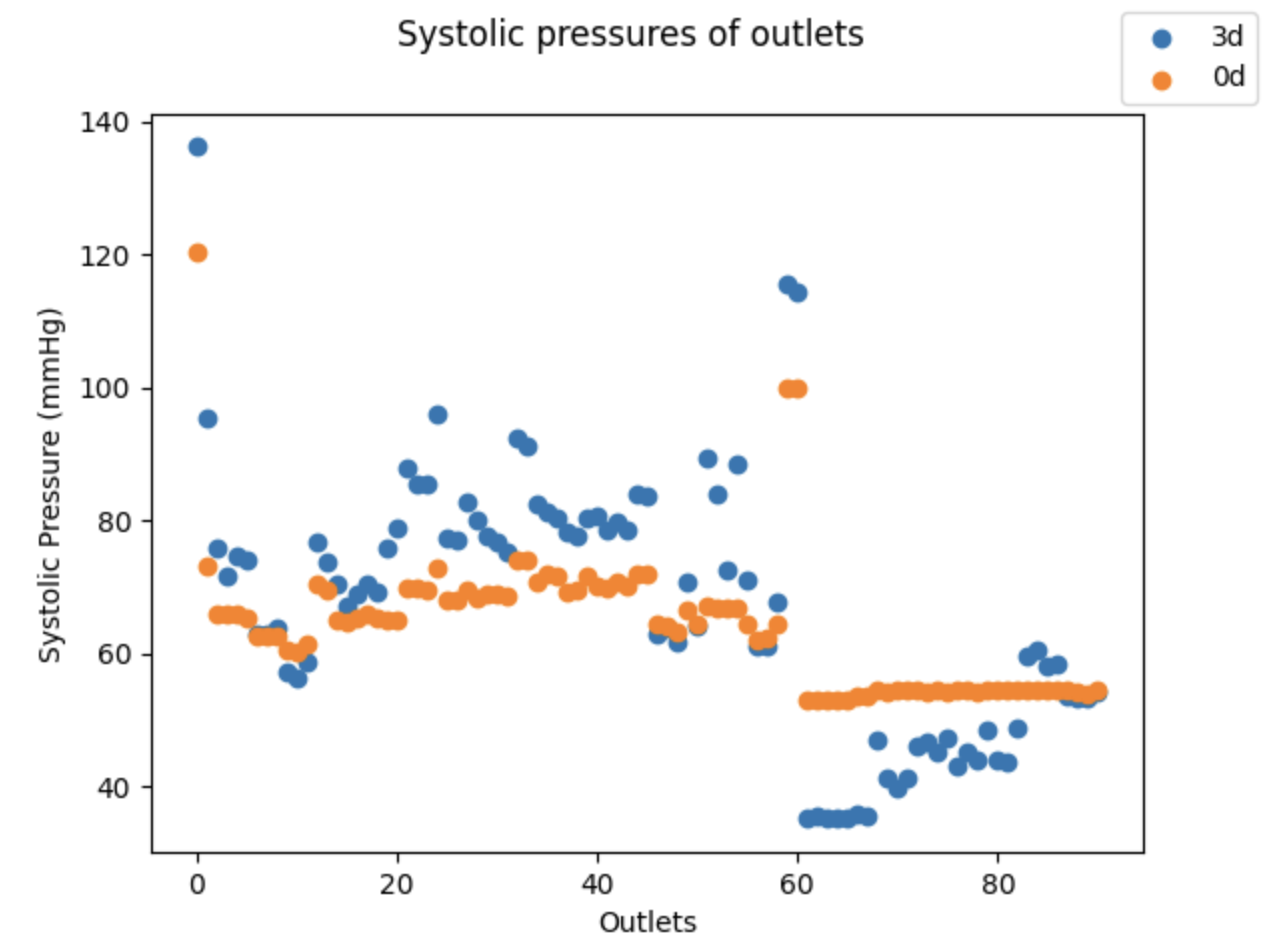 Systolic pressures of outlets
3d
0d
140
120
100
80
60
40
Systolic Pressure (mmHg)
0 20 40 60 80
Outlets